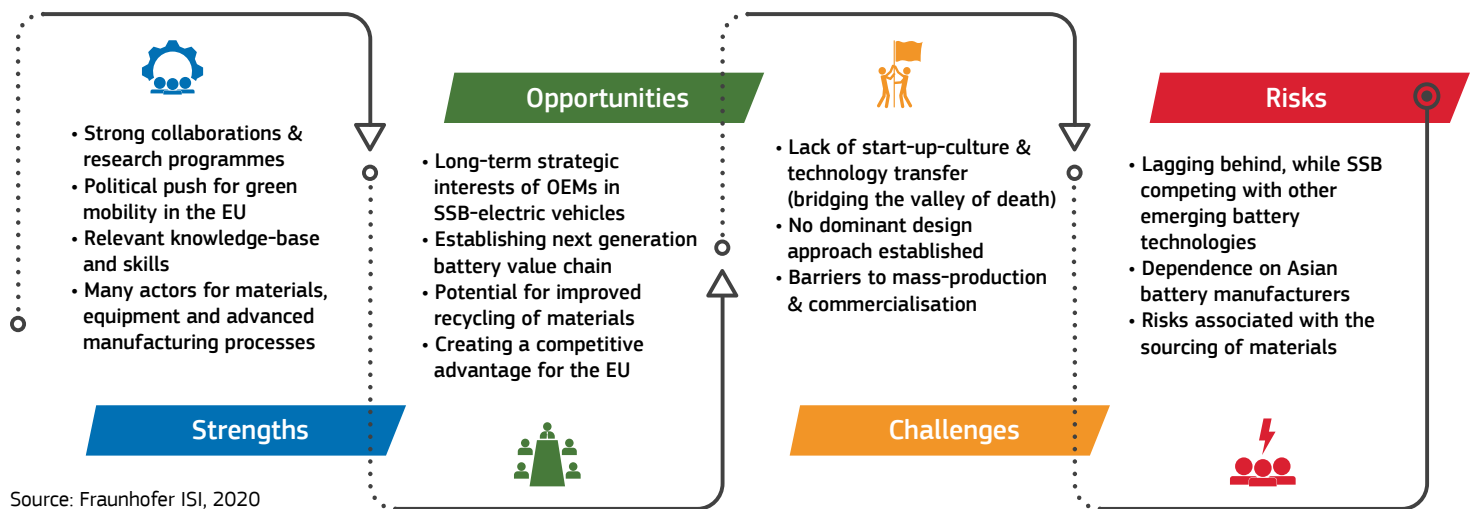 • Strong collaborations &
research programmes
• Political push for green
mobility in the EU
• Relevant knowledge-base
and skills
• Many actors for materials,
equipment and advanced
manufacturing processes
Strengths
Opportunities
• Long-term strategic
interests of OEMs in
SSB-electric vehicles
• Establishing next generation
battery value chain
• Potential for improved
recycling of materials
• Creating a competitive
advantage for the EU
• Lack of start-up-culture &
technology transfer
(bridging the valley of death)
• No dominant design
approach established
• Barriers to mass-production
& commercialisation
Challenges
Risks
• Lagging behind, while SSB
competing with other
emerging battery
technologies
• Dependence on Asian
battery manufacturers
• Risks associated with the
sourcing of materials
Source: Fraunhofer ISI, 2020